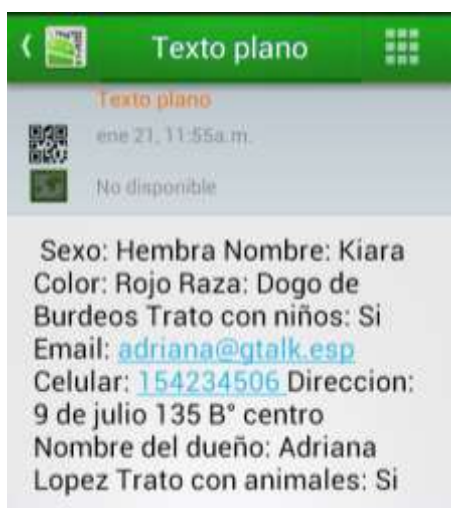 Texto plano
Texto plano
ene 21, 11:55a.m.
No disponible
Sexo: Hembra Nombre: Kiara
Color: Rojo Raza: Dogo de
Burdeos Trato con niños: Si
Email: adriana@gtalk.esp
Celular: 154234506 Direccion:
9 de julio 135 B° centro
Nombre del dueño: Adriana
Lopez Trato con animales: Si